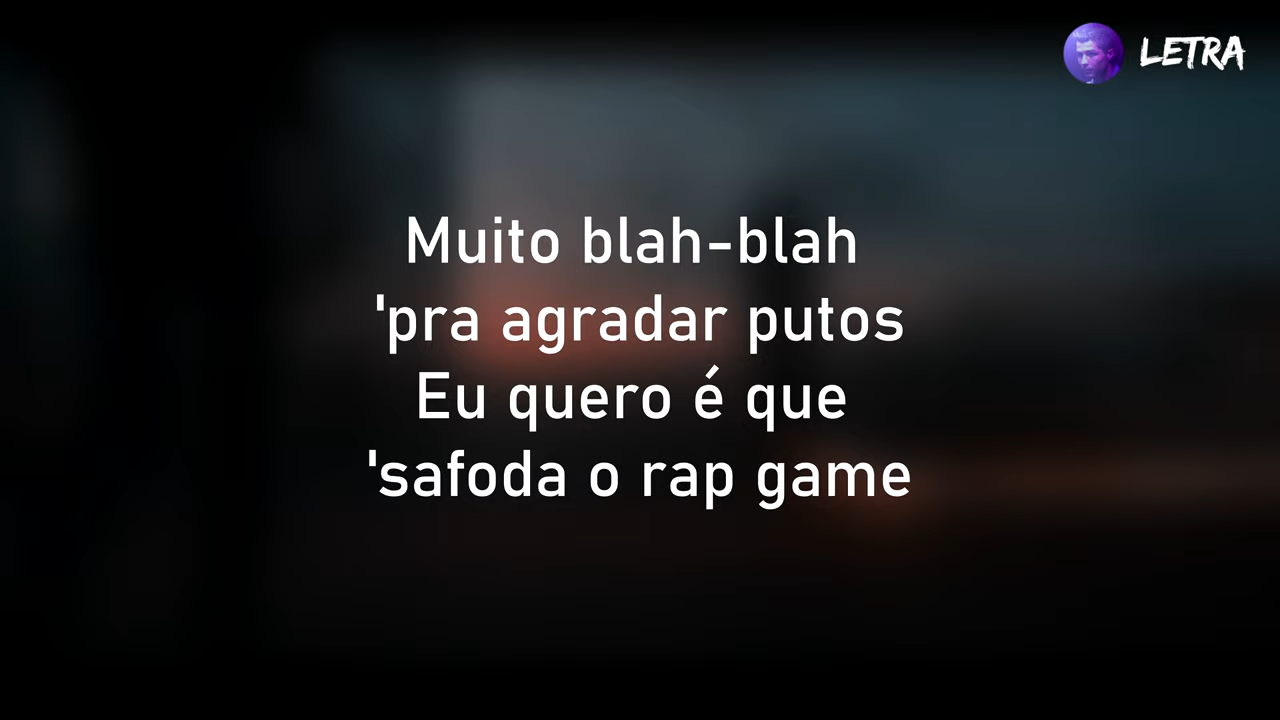 LETRA
Muito blah-blah
'pra agradar putos
Eu quero é que
'safoda o rap game